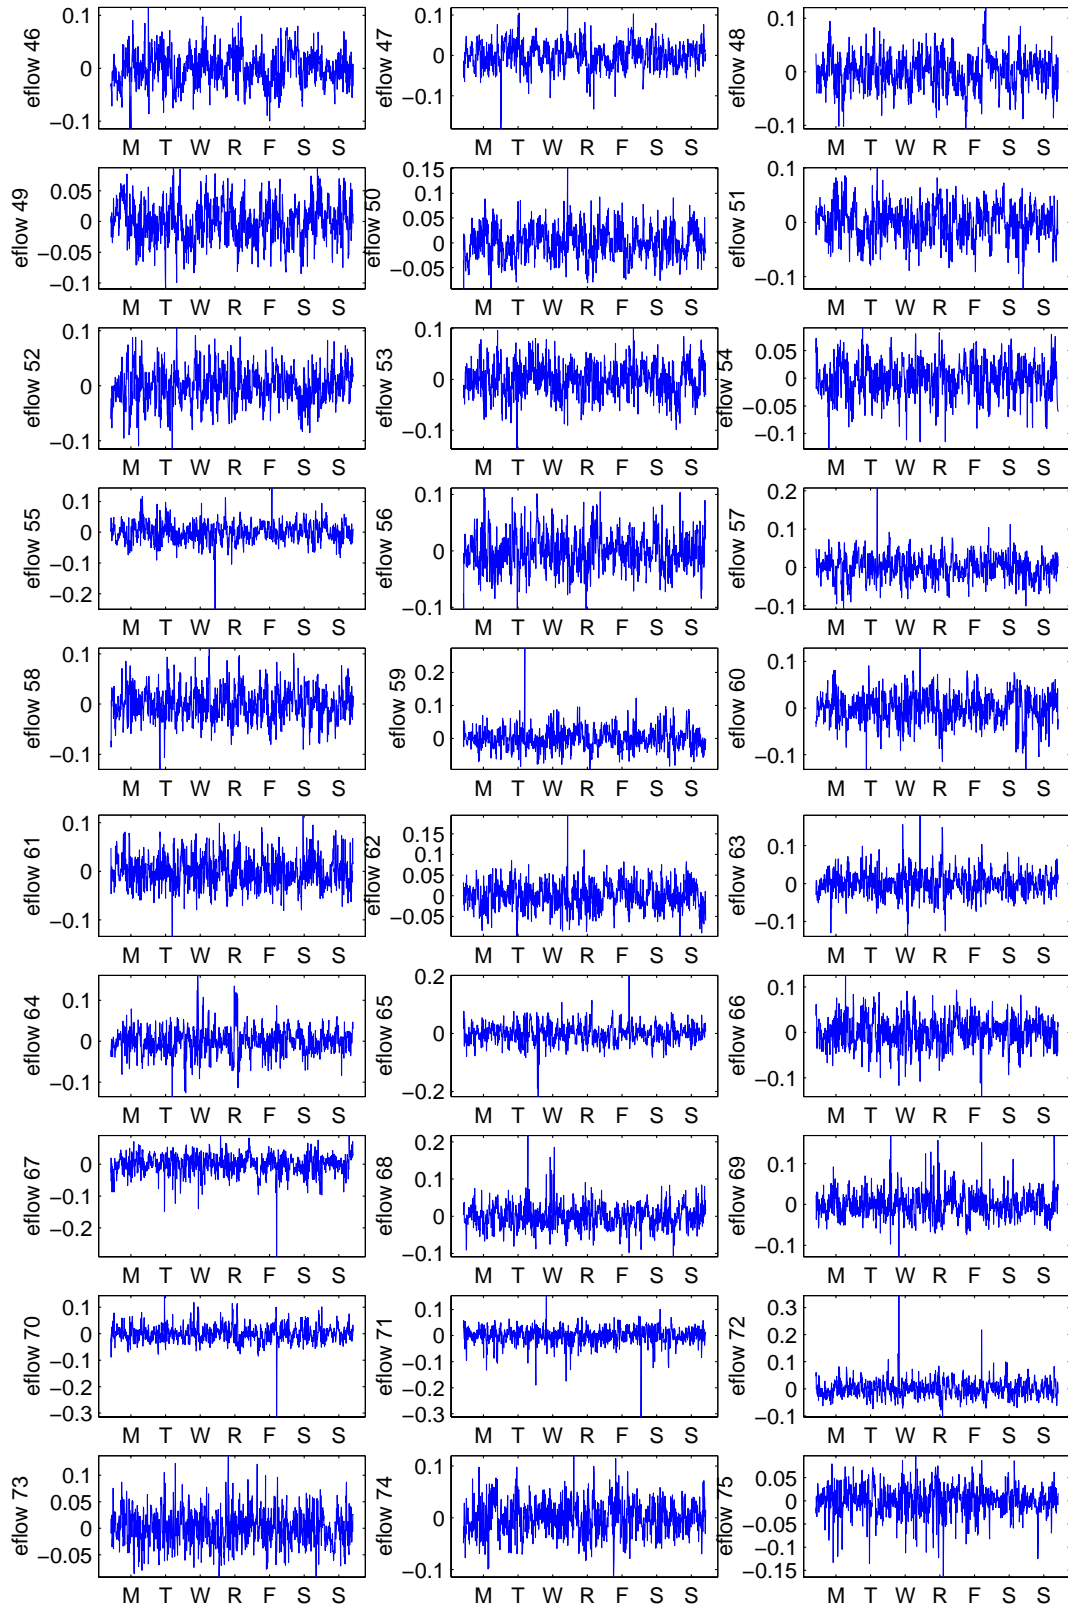 eflow 46
0.1
0
−0.1
M T W R F S S
eflow 47
0.1
0
−0.1
M T W R F S S
eflow 48
0.1
0
−0.1
M T W R F S S
eflow 49
0.05
0
−0.05
−0.1
M T W R F S S
eflow 50
0.15
0.1
0.05
0
−0.05
M T W R F S S
eflow 51
0.1
0
−0.1
M T W R F S S
eflow 52
0.1
0
−0.1
M T W R F S S
eflow 53
0.1
0
−0.1
M T W R F S S
eflow 54
0.05
0
−0.05
−0.1
M T W R F S S
eflow 55
0.1
0
−0.1
−0.2
M T W R F S S
eflow 56
0.1
0
−0.1
M T W R F S S
eflow 57
0.2
0.1
0
−0.1
M T W R F S S
eflow 58
0.1
0
−0.1
M T W R F S S
eflow 59
0.2
0.1
0
M T W R F S S
eflow 60
0.1
0
−0.1
M T W R F S S
eflow 61
0.1
0
−0.1
M T W R F S S
eflow 62
0.15
0.1
0.05
0
−0.05
M T W R F S S
eflow 63
0.1
0
−0.1
M T W R F S S
eflow 64
0.1
0
−0.1
M T W R F S S
eflow 65
0.2
0
−0.2
M T W R F S S
eflow 66
0.1
0
−0.1
M T W R F S S
eflow 67
0
−0.1
−0.2
M T W R F S S
eflow 68
0.2
0.1
0
−0.1
M T W R F S S
eflow 69
0.1
0
−0.1
M T W R F S S
eflow 70
0.1
0
−0.1
−0.2
−0.3
M T W R F S S
eflow 71
0.1
0
−0.1
−0.2
−0.3
M T W R F S S
eflow 72
0.3
0.2
0.1
0
−0.1
M T W R F S S
eflow 73
0.1
0.05
0
−0.05
M T W R F S S
eflow 74
0.1
0
−0.1
M T W R F S S
eflow 75
0.05
0
−0.05
−0.1
−0.15
M T W R F S S